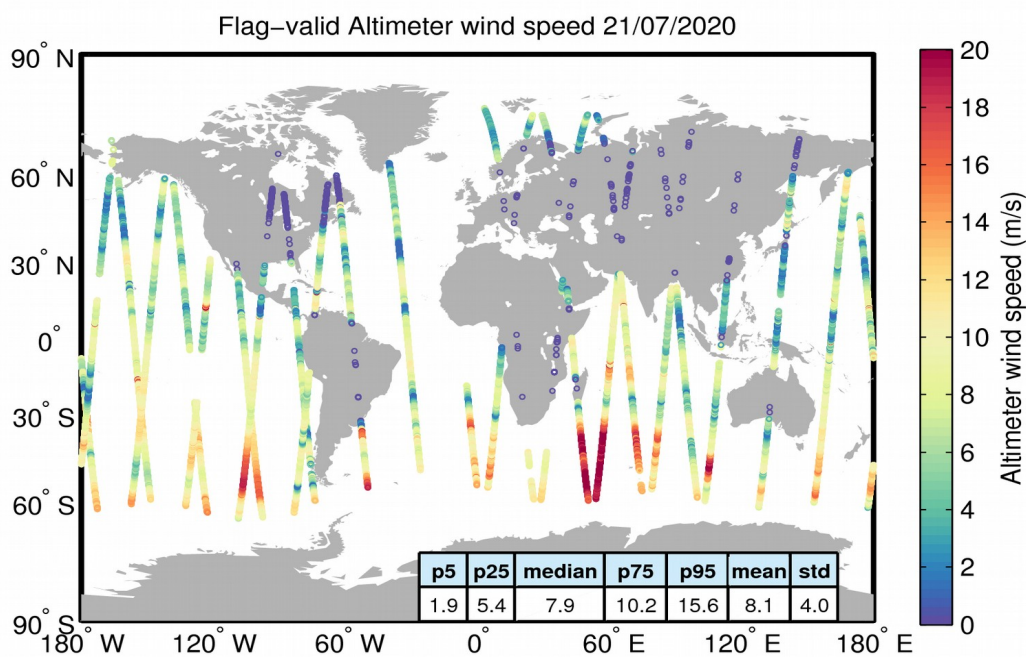 Flag−valid Altimeter wind speed 21/07/2020
90° N
60° N
30° N
0°
30° S
60° S
90° S
180° W
120° W
60° W
0°
60° E
120° E
180° E
p5 p25 median p75 p95 mean std
1.9 5.4 7.9 10.2 15.6 8.1 4.0
20
18
16
14
12
10
8
6
4
2
0
Altimeter wind speed (m/s)